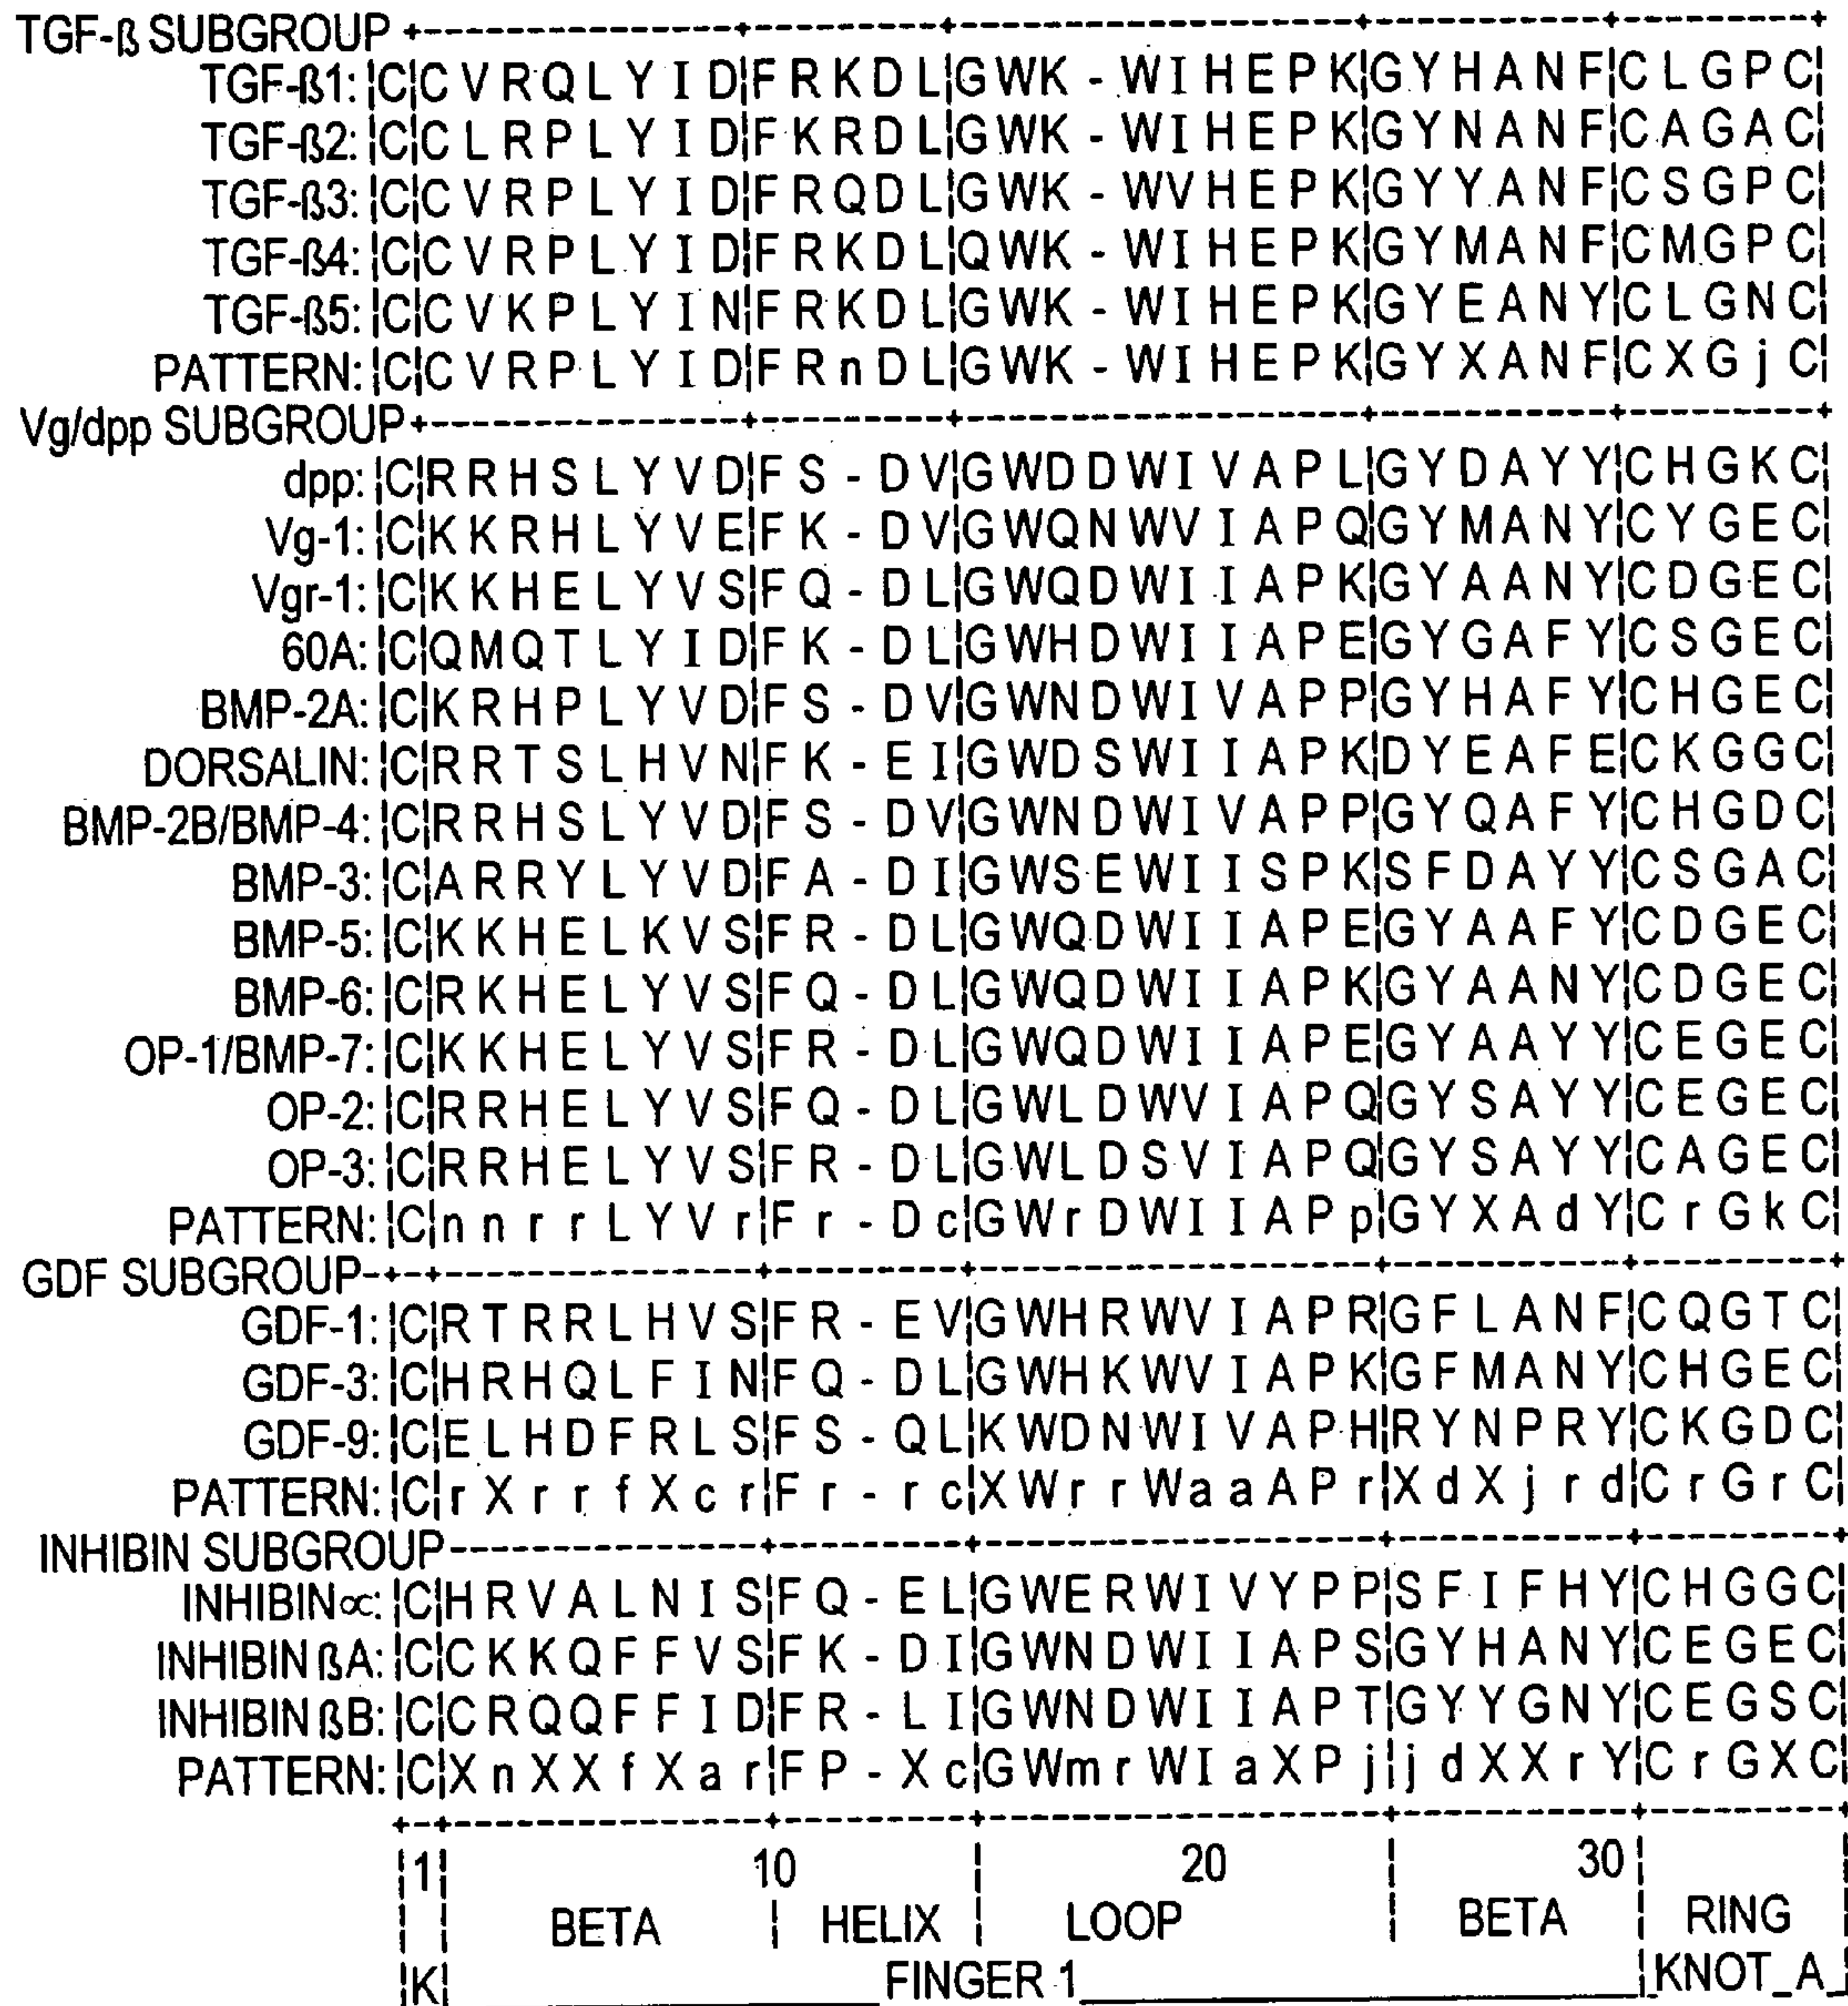 TGF-ß SUBGROUP +----------------+---------+--------------------+-----------+---------+
TGF-ß1:|C|C V R Q L Y I D|F R K D L|G W K - W I H E P K|G Y H A N F|C L G P C|
TGF-ß2:|C|C L R P L Y I D|F K R D L|G W K - W I H E P K|G Y N A N F|C A G A C|
TGF-ß3:|C|C V R P L Y I D|F R Q D L|G W K - W V H E P K|G Y Y A N F|C S G P C|
TGF-ß4:|C|C V R P L Y I D|F R K D L|Q W K - W I H E P K|G Y M A N F|C M G P C|
TGF-ß5:|C|C V K P L Y I N|F R K D L|G W K - W I H E P K|G Y E A N Y|C L G N C|
PATTERN:|C|C V R P L Y I D|F R n D L|G W K - W I H E P K|G Y X A N F|C X G j C|
Vg/dpp SUBGROUP+----------------+---------+--------------------+-----------+---------+
dpp:|C|R R H S L Y V D|F S - D V|G W D D W I V A P L|G Y D A Y Y|C H G K C|
Vg-1:|C|K K R H L Y V E|F K - D V|G W Q N W V I A P Q|G Y M A N Y|C Y G E C|
Vgr-1:|C|K K H E L Y V S|F Q - D L|G W Q D W I I A P K|G Y A A N Y|C D G E C|
60A:|C|Q M Q T L Y I D|F K - D L|G W H D W I I A P E|G Y G A F Y|C S G E C|
BMP-2A:|C|K R H P L Y V D|F S - D V|G W N D W I V A P P|G Y H A F Y|C H G E C|
DORSALIN:|C|R R T S L H V N|F K - E I|G W D S W I I A P K|D Y E A F E|C K G G C|
BMP-2B/BMP-4:|C|R R H S L Y V D|F S - D V|G W N D W I V A P P|G Y Q A F Y|C H G D C|
BMP-3:|C|A R R Y L Y V D|F A - D I|G W S E W I I S P K|S F D A Y Y|C S G A C|
BMP-5:|C|K K H E L K V S|F R - D L|G W Q D W I I A P E|G Y A A F Y|C D G E C|
BMP-6:|C|R K H E L Y V S|F Q - D L|G W Q D W I I A P K|G Y A A N Y|C D G E C|
OP-1/BMP-7:|C|K K H E L Y V S|F R - D L|G W Q D W I I A P E|G Y A A Y Y|C E G E C|
OP-2:|C|R R H E L Y V S|F Q - D L|G W L D W V I A P Q|G Y S A Y Y|C E G E C|
OP-3:|C|R R H E L Y V S|F R - D L|G W L D S V I A P Q|G Y S A Y Y|C A G E C|
PATTERN:|C|n n r r L Y V r|F r - D c|G W r D W I I A P p|G Y X A d Y|C r G k C|
GDF SUBGROUP-+-+---------------+---------+--------------------+-----------+---------+
GDF-1:|C|R T R R L H V S|F R - E V|G W H R W V I A P R|G F L A N F|C Q G T C|
GDF-3:|C|H R H Q L F I N|F Q - D L|G W H K W V I A P K|G F M A N Y|C H G E C|
GDF-9:|C|E L H D F R L S|F S - Q L|K W D N W I V A P H|R Y N P R Y|C K G D C|
PATTERN:|C|r X r r f X c r|F r - r c|X W r r W a a A P r|X d X j r d|C r G r C|
INHIBIN SUBGROUP---------------+---------+--------------------+-----------+---------+
INHIBIN∝:|C|H R V A L N I S|F Q - E L|G W E R W I V Y P P|S F I F H Y|C H G G C|
INHIBIN ßA:|C|C K K Q F F V S|F K - D I|G W N D W I I A P S|G Y H A N Y|C E G E C|
INHIBIN ßB:|C|C R Q Q F F I D|F R - L I|G W N D W I I A P T|G Y Y G N Y|C E G S C|
PATTERN:|C|X n X X f X a r|F P - X c|G W m r W I a X P j|j d X X r Y|C r G X C|
+-+----------------+---------+--------------------+-----------+---------+
|1| 10 | 20 | 30 |
| | BETA | HELIX | LOOP | BETA | RING
|K| FINGER 1 |_KNOT_A_|